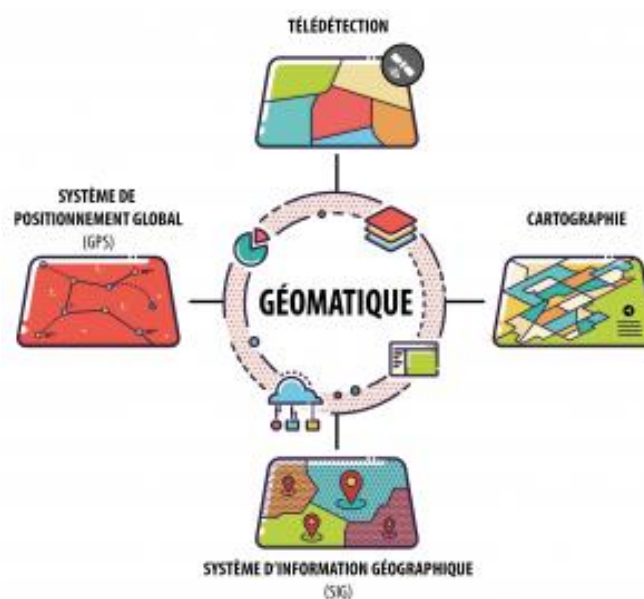 TÉLÉDÉTECTION
SYSTÈME DE
POSITIONNEMENT GLOBAL
(GPS)
CARTOGRAPHIE
GÉOMATIQUE
SYSTÈME D'INFORMATION GÉOGRAPHIQUE
(SIG)